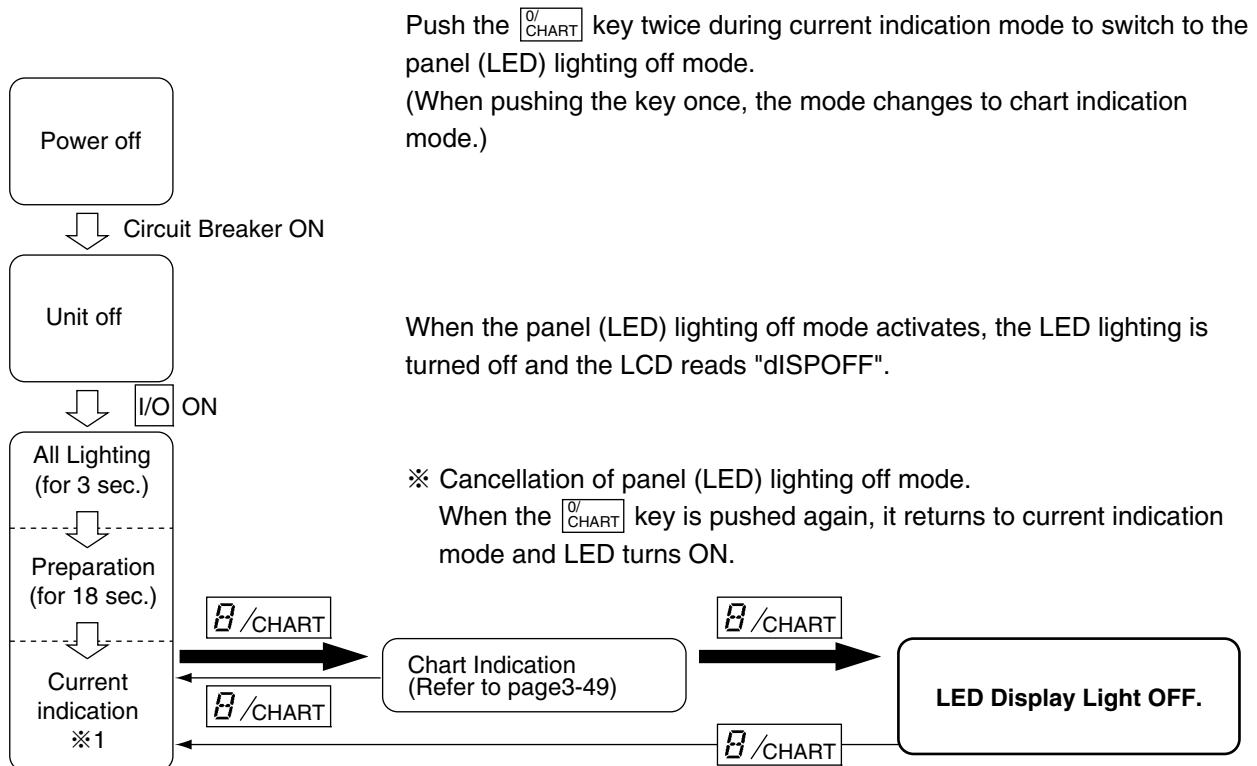 Push the 0/CHART key twice during current indication mode to switch to the
panel (LED) lighting off mode.
(When pushing the key once, the mode changes to chart indication
mode.)
Power off
Circuit Breaker ON
Unit off
When the panel (LED) lighting off mode activates, the LED lighting is
turned off and the LCD reads "dISPOFF".
I/O ON
All Lighting
(for 3 sec.)
※ Cancellation of panel (LED) lighting off mode.
When the 0/CHART key is pushed again, it returns to current indication
mode and LED turns ON.
Preparation
(for 18 sec.)
8/CHART
8/CHART
Chart Indication
(Refer to page3-49)
Current
indication
※1
8/CHART
LED Display Light OFF.
8/CHART